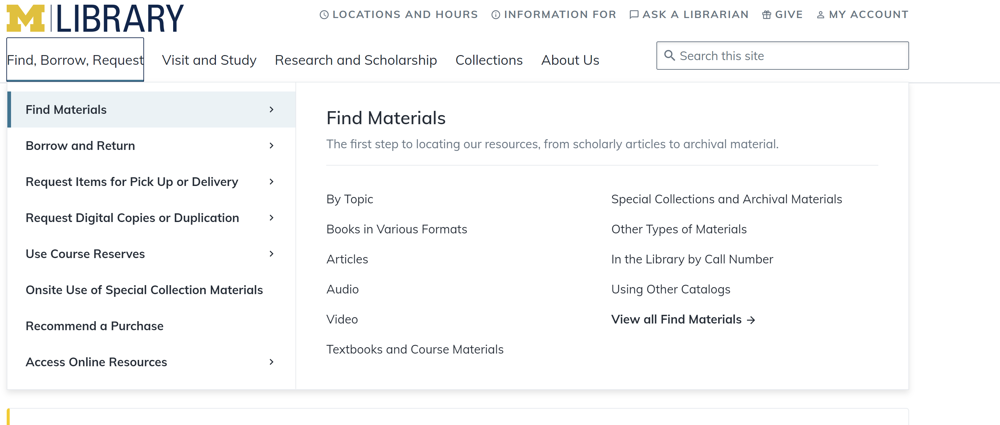 M LIBRARY
LOCATIONS AND HOURS INFORMATION FOR ASK A LIBRARIAN GIVE MY ACCOUNT
Find, Borrow, Request Visit and Study Research and Scholarship Collections About Us Search this site
Find Materials
Borrow and Return
Request Items for Pick Up or Delivery
Request Digital Copies or Duplication
Use Course Reserves
Onsite Use of Special Collection Materials
Recommend a Purchase
Access Online Resources
Find Materials
The first step to locating our resources, from scholarly articles to archival material.
By Topic
Books in Various Formats
Articles
Audio
Video
Textbooks and Course Materials
Special Collections and Archival Materials
Other Types of Materials
In the Library by Call Number
Using Other Catalogs
View all Find Materials →